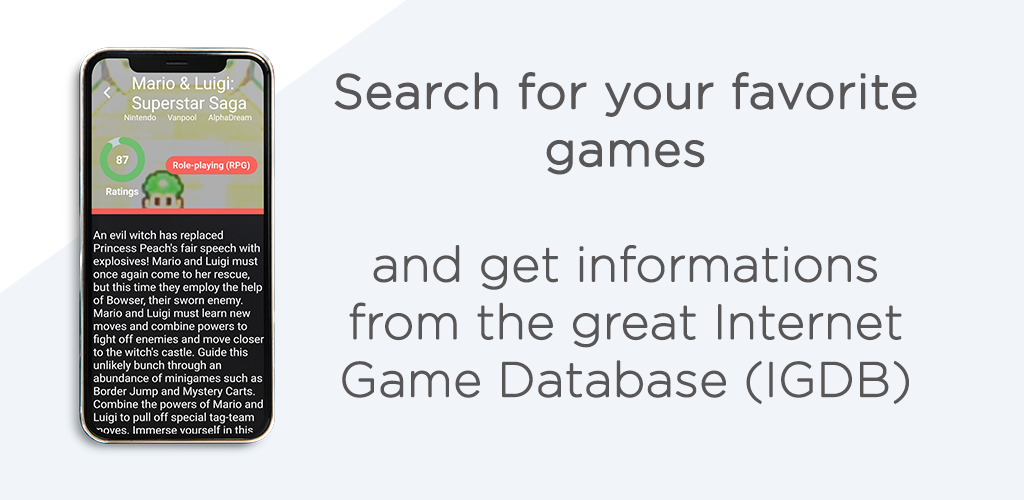 Mario & Luigi:
Superstar Saga
Nintendo Vanpool AlphaDream
87
Role-playing (RPG)
Ratings
An evil witch has replaced
Princess Peach's fair speech with
explosives! Mario and Luigi must
once again come to her rescue,
but this time they employ the help
of Bowser, their sworn enemy.
Mario and Luigi must learn new
moves and combine powers to
fight off enemies and move closer
to the witch's castle. Guide this
unlikely bunch through an
abundance of minigames such as
Border Jump and Mystery Carts.
Combine the powers of Mario and
Luigi to pull off special tag-team
moves. Immerse yourself in this
Search for your favorite
games
and get informations
from the great Internet
Game Database (IGDB)